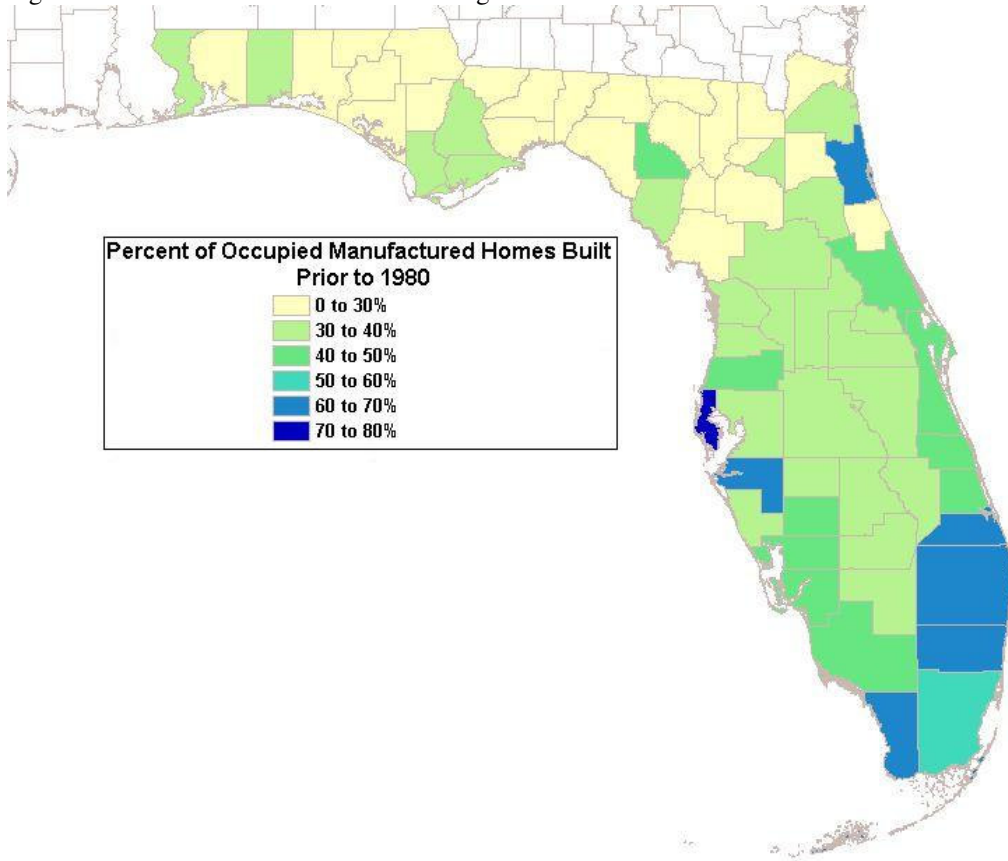 Percent of Occupied Manufactured Homes Built
Prior to 1980
0 to 30%
30 to 40%
40 to 50%
50 to 60%
60 to 70%
70 to 80%